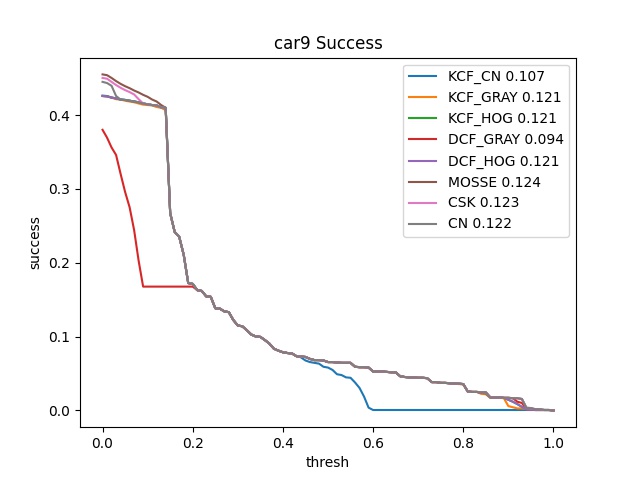 car9 Success
success
0.4
0.3
0.2
0.1
0.0
KCF_CN 0.107
KCF_GRAY 0.121
KCF_HOG 0.121
DCF_GRAY 0.094
DCF_HOG 0.121
MOSSE 0.124
CSK 0.123
CN 0.122
0.0 0.2 0.4 0.6 0.8 1.0
thresh